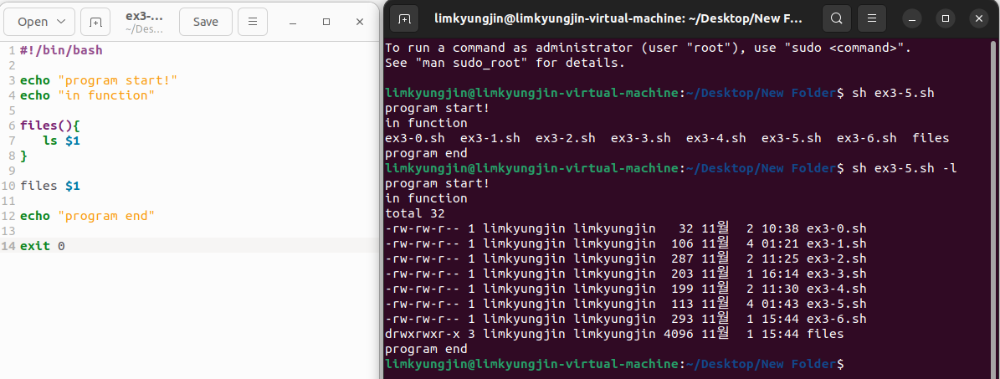 Open
ex3-...
~/Des...
Save
1 #!/bin/bash
2
3 echo "program start!"
4 echo "in function"
5
6 files(){
7    ls $1
8 }
9
10 files $1
11
12 echo "program end"
13
14 exit 0
limkyungjin@limkyungjin-virtual-machine: ~/Desktop/New F...
To run a command as administrator (user "root"), use "sudo <command>".
See "man sudo_root" for details.
limkyungjin@limkyungjin-virtual-machine:~/Desktop/New Folder$ sh ex3-5.sh
program start!
in function
ex3-0.sh  ex3-1.sh  ex3-2.sh  ex3-3.sh  ex3-4.sh  ex3-5.sh  ex3-6.sh  files
program end
limkyungjin@limkyungjin-virtual-machine:~/Desktop/New Folder$ sh ex3-5.sh -l
program start!
in function
total 32
-rw-rw-r-- 1 limkyungjin limkyungjin   32 11월  2 10:38 ex3-0.sh
-rw-rw-r-- 1 limkyungjin limkyungjin  106 11월  4 01:21 ex3-1.sh
-rw-rw-r-- 1 limkyungjin limkyungjin  287 11월  2 11:25 ex3-2.sh
-rw-rw-r-- 1 limkyungjin limkyungjin  203 11월  1 16:14 ex3-3.sh
-rw-rw-r-- 1 limkyungjin limkyungjin  199 11월  2 11:30 ex3-4.sh
-rw-rw-r-- 1 limkyungjin limkyungjin  113 11월  4 01:43 ex3-5.sh
-rw-rw-r-- 1 limkyungjin limkyungjin  293 11월  1 15:44 ex3-6.sh
drwxrwxr-x 3 limkyungjin limkyungjin 4096 11월  1 15:44 files
program end
limkyungjin@limkyungjin-virtual-machine:~/Desktop/New Folder$